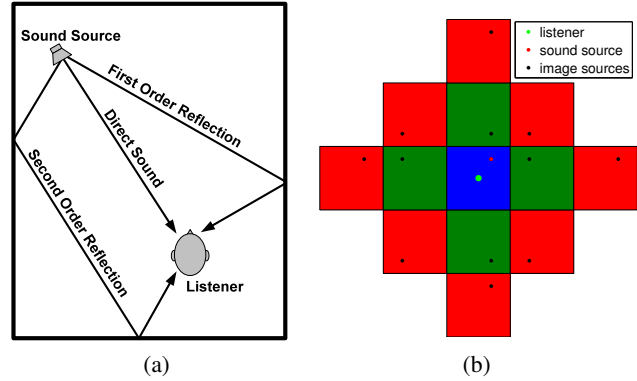 Sound Source
First Order Reflection
Direct Sound
Second Order Reflection
Listener
(a)
listener
sound source
image sources
(b)